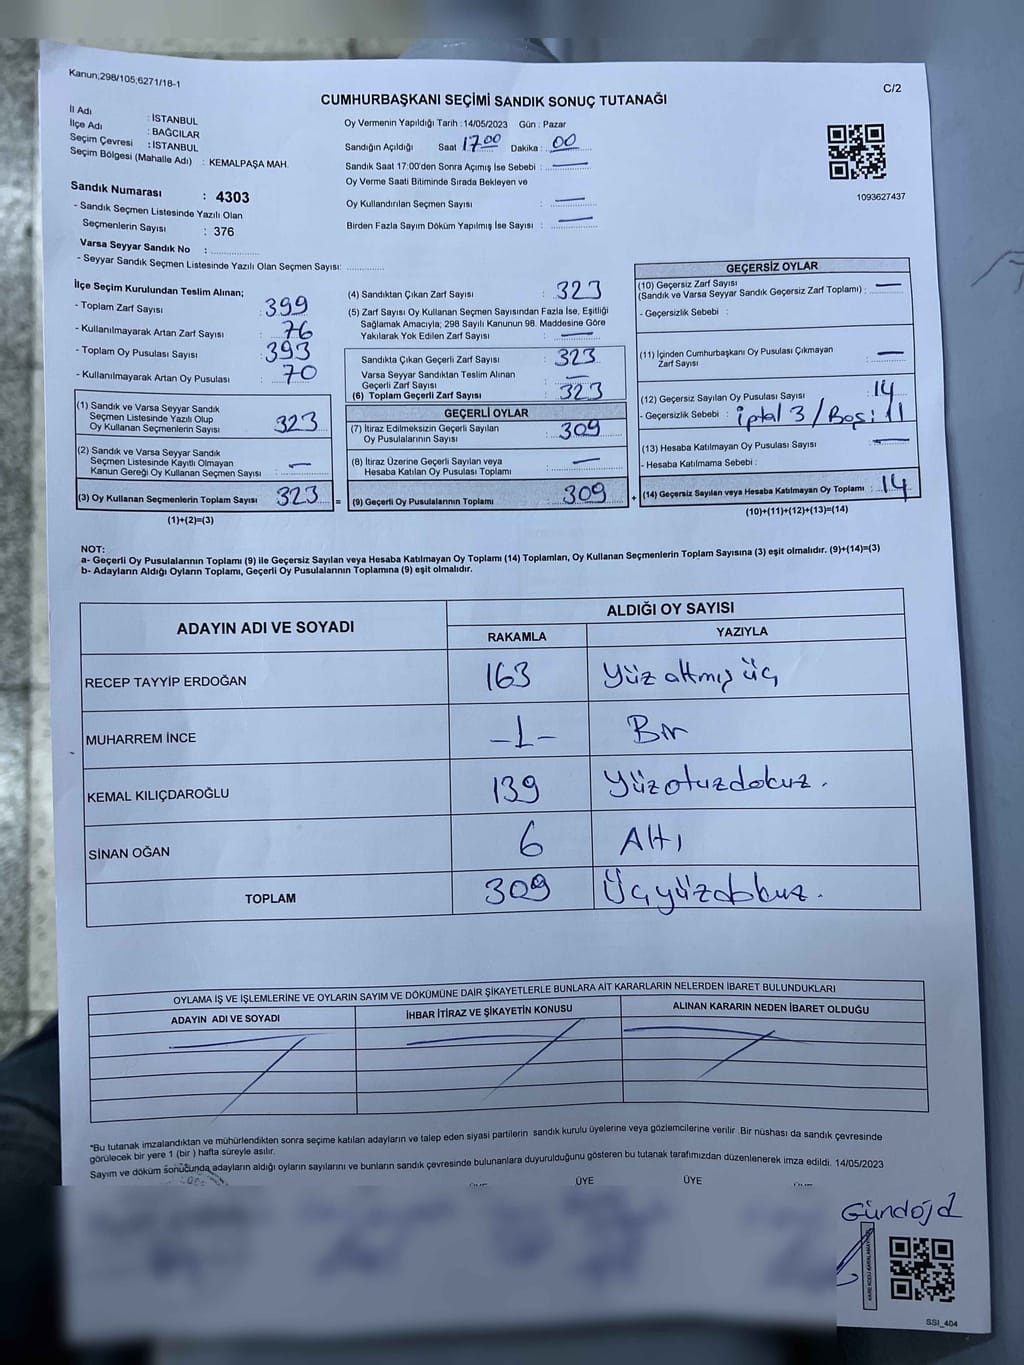 Kanun;298/105;6271/18-1
C/2
CUMHURBAŞKANI SEÇİMİ SANDIK SONUÇ TUTANAĞI
İl Adı : İSTANBUL
İlçe Adı : BAĞCILAR
Seçim Çevresi : İSTANBUL
Seçim Bölgesi (Mahalle Adı) : KEMALPAŞA MAH.
Sandık Numarası : 4303
- Sandık Seçmen Listesinde Yazılı Olan
Seçmenlerin Sayısı : 376
Varsa Seyyar Sandık No : ................
- Seyyar Sandık Seçmen Listesinde Yazılı Olan Seçmen Sayısı: ............
Oy Vermenin Yapıldığı Tarih :14/05/2023 Gün : Pazar
Sandığın Açıldığı Saat 17.00 Dakika : 00
Sandık Saat 17:00'den Sonra Açımış İse Sebebi : —
Oy Verme Saati Bitiminde Sırada Bekleyen ve
Oy Kullandırılan Seçmen Sayısı —
Birden Fazla Sayım Döküm Yapılmış İse Sayısı : —
1093627437
İlçe Seçim Kurulundan Teslim Alınan;
- Toplam Zarf Sayısı : 399
- Kullanılmayarak Artan Zarf Sayısı : 76
- Toplam Oy Pusulası Sayısı : 393
- Kullanılmayarak Artan Oy Pusulası : 70
(1) Sandık ve Varsa Seyyar Sandık
Seçmen Listesinde Yazılı Olup
Oy Kullanan Seçmenlerin Sayısı : 323
(2) Sandık ve Varsa Seyyar Sandık
Seçmen Listesinde Kayıtlı Olmayan
Kanun Gereği Oy Kullanan Seçmen Sayısı : —
(3) Oy Kullanan Seçmenlerin Toplam Sayısı : 323 =
(1)+(2)=(3)
(4) Sandıktan Çıkan Zarf Sayısı : 323
(5) Zarf Sayısı Oy Kullanan Seçmen Sayısından Fazla İse, Eşitliği
Sağlamak Amacıyla; 298 Sayılı Kanunun 98. Maddesine Göre
Yakılarak Yok Edilen Zarf Sayısı : —
Sandıkta Çıkan Geçerli Zarf Sayısı : 323
Varsa Seyyar Sandıktan Teslim Alınan
Geçerli Zarf Sayısı : —
(6) Toplam Geçerli Zarf Sayısı : 323
GEÇERLİ OYLAR
(7) İtiraz Edilmeksizin Geçerli Sayılan
Oy Pusulalarının Sayısı : 309
(8) İtiraz Üzerine Geçerli Sayılan veya
Hesaba Katılan Oy Pusulası Toplamı : —
(9) Geçerli Oy Pusulalarının Toplamı : 309 +
GEÇERSİZ OYLAR
(10) Geçersiz Zarf Sayısı
(Sandık ve Varsa Seyyar Sandık Geçersiz Zarf Toplamı) : —
- Geçersizlik Sebebi :
(11) İçinden Cumhurbaşkanı Oy Pusulası Çıkmayan
Zarf Sayısı : —
(12) Geçersiz Sayılan Oy Pusulası Sayısı : 14
- Geçersizlik Sebebi : iptal 3 / Boş: 11
(13) Hesaba Katılmayan Oy Pusulası Sayısı : —
- Hesaba Katılmama Sebebi :
(14) Geçersiz Sayılan veya Hesaba Katılmayan Oy Toplamı : 14
(10)+(11)+(12)+(13)=(14)
NOT:
a- Geçerli Oy Pusulalarının Toplamı (9) ile Geçersiz Sayılan veya Hesaba Katılmayan Oy Toplamı (14) Toplamları, Oy Kullanan Seçmenlerin Toplam Sayısına (3) eşit olmalıdır. (9)+(14)=(3)
b- Adayların Aldığı Oyların Toplamı, Geçerli Oy Pusulalarının Toplamına (9) eşit olmalıdır.
ADAYIN ADI VE SOYADI ALDIĞI OY SAYISI
RAKAMLA YAZIYLA
RECEP TAYYİP ERDOĞAN 163 Yüz altmış üç
MUHARREM İNCE -1- Bir
KEMAL KILIÇDAROĞLU 139 Yüzotuzdokuz.
SİNAN OĞAN 6 Altı
TOPLAM 309 Üçyüzdokuz.
OYLAMA İŞ VE İŞLEMLERİNE VE OYLARIN SAYIM VE DÖKÜMÜNE DAİR ŞİKAYETLERLE BUNLARA AİT KARARLARIN NELERDEN İBARET BULUNDUKLARI
ADAYIN ADI VE SOYADI İHBAR İTİRAZ VE ŞİKAYETİN KONUSU ALINAN KARARIN NEDEN İBARET OLDUĞU
*Bu tutanak imzalandıktan ve mühürlendikten sonra seçime katılan adayların ve talep eden siyasi partilerin sandık kurulu üyelerine veya gözlemcilerine verilir .Bir nüshası da sandık çevresinde
görülecek bir yere 1 (bir ) hafta süreyle asılır.
Sayım ve döküm sonucunda adayların aldığı oyların sayılarını ve bunların sandık çevresinde bulunanlara duyurulduğunu gösteren bu tutanak tarafımızdan düzenlenerek imza edildi. 14/05/2023
ÜYE ÜYE
SSI_404